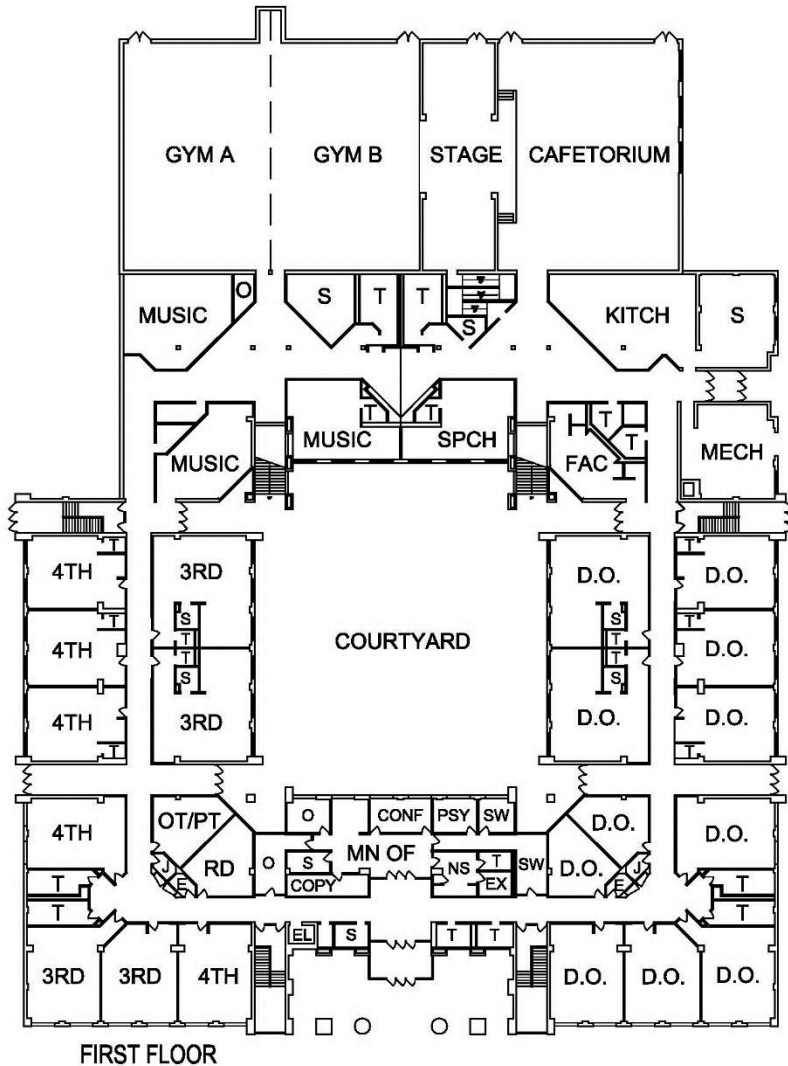 GYM A GYM B STAGE CAFETORIUM
MUSIC O S T T S KITCH S
MUSIC MUSIC T T SPCH FAC T T MECH
4TH T 3RD S T D.O. S T T D.O.
4TH T COURTYARD T D.O.
4TH T T S 3RD T S D.O. T D.O.
4TH OT/PT O CONF PSY SW D.O. D.O.
RD O S MN OF NS T SW D.O.
T J E COPY EX E J T
T EL S T T T
3RD 3RD 4TH D.O. D.O. D.O.
FIRST FLOOR